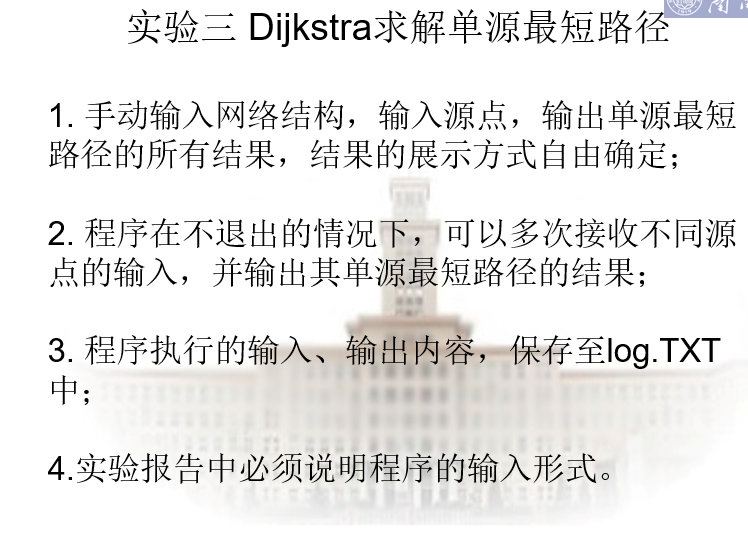 实验三 Dijkstra求解单源最短路径
1. 手动输入网络结构，输入源点，输出单源最短
路径的所有结果，结果的展示方式自由确定；
2. 程序在不退出的情况下，可以多次接收不同源
点的输入，并输出其单源最短路径的结果；
3. 程序执行的输入、输出内容，保存至log.TXT
中；
4.实验报告中必须说明程序的输入形式。